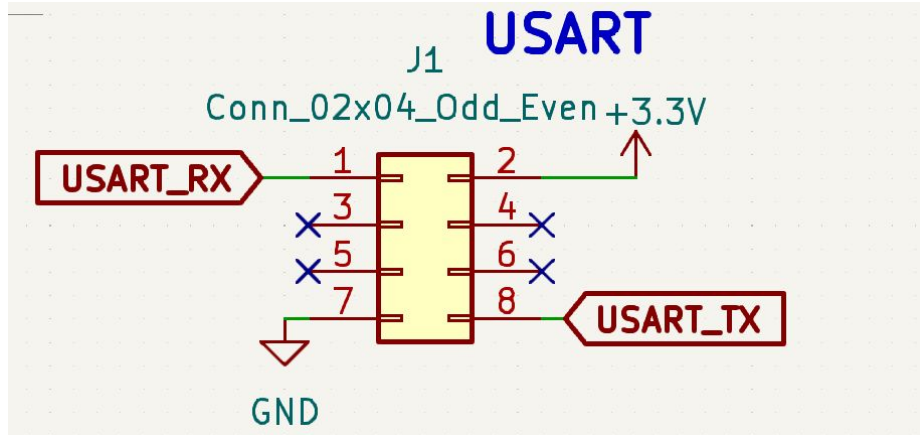 USART
J1
Conn_02x04_Odd_Even +3.3V
USART_RX 1 2
3 4
5 6
7 8 USART_TX
GND